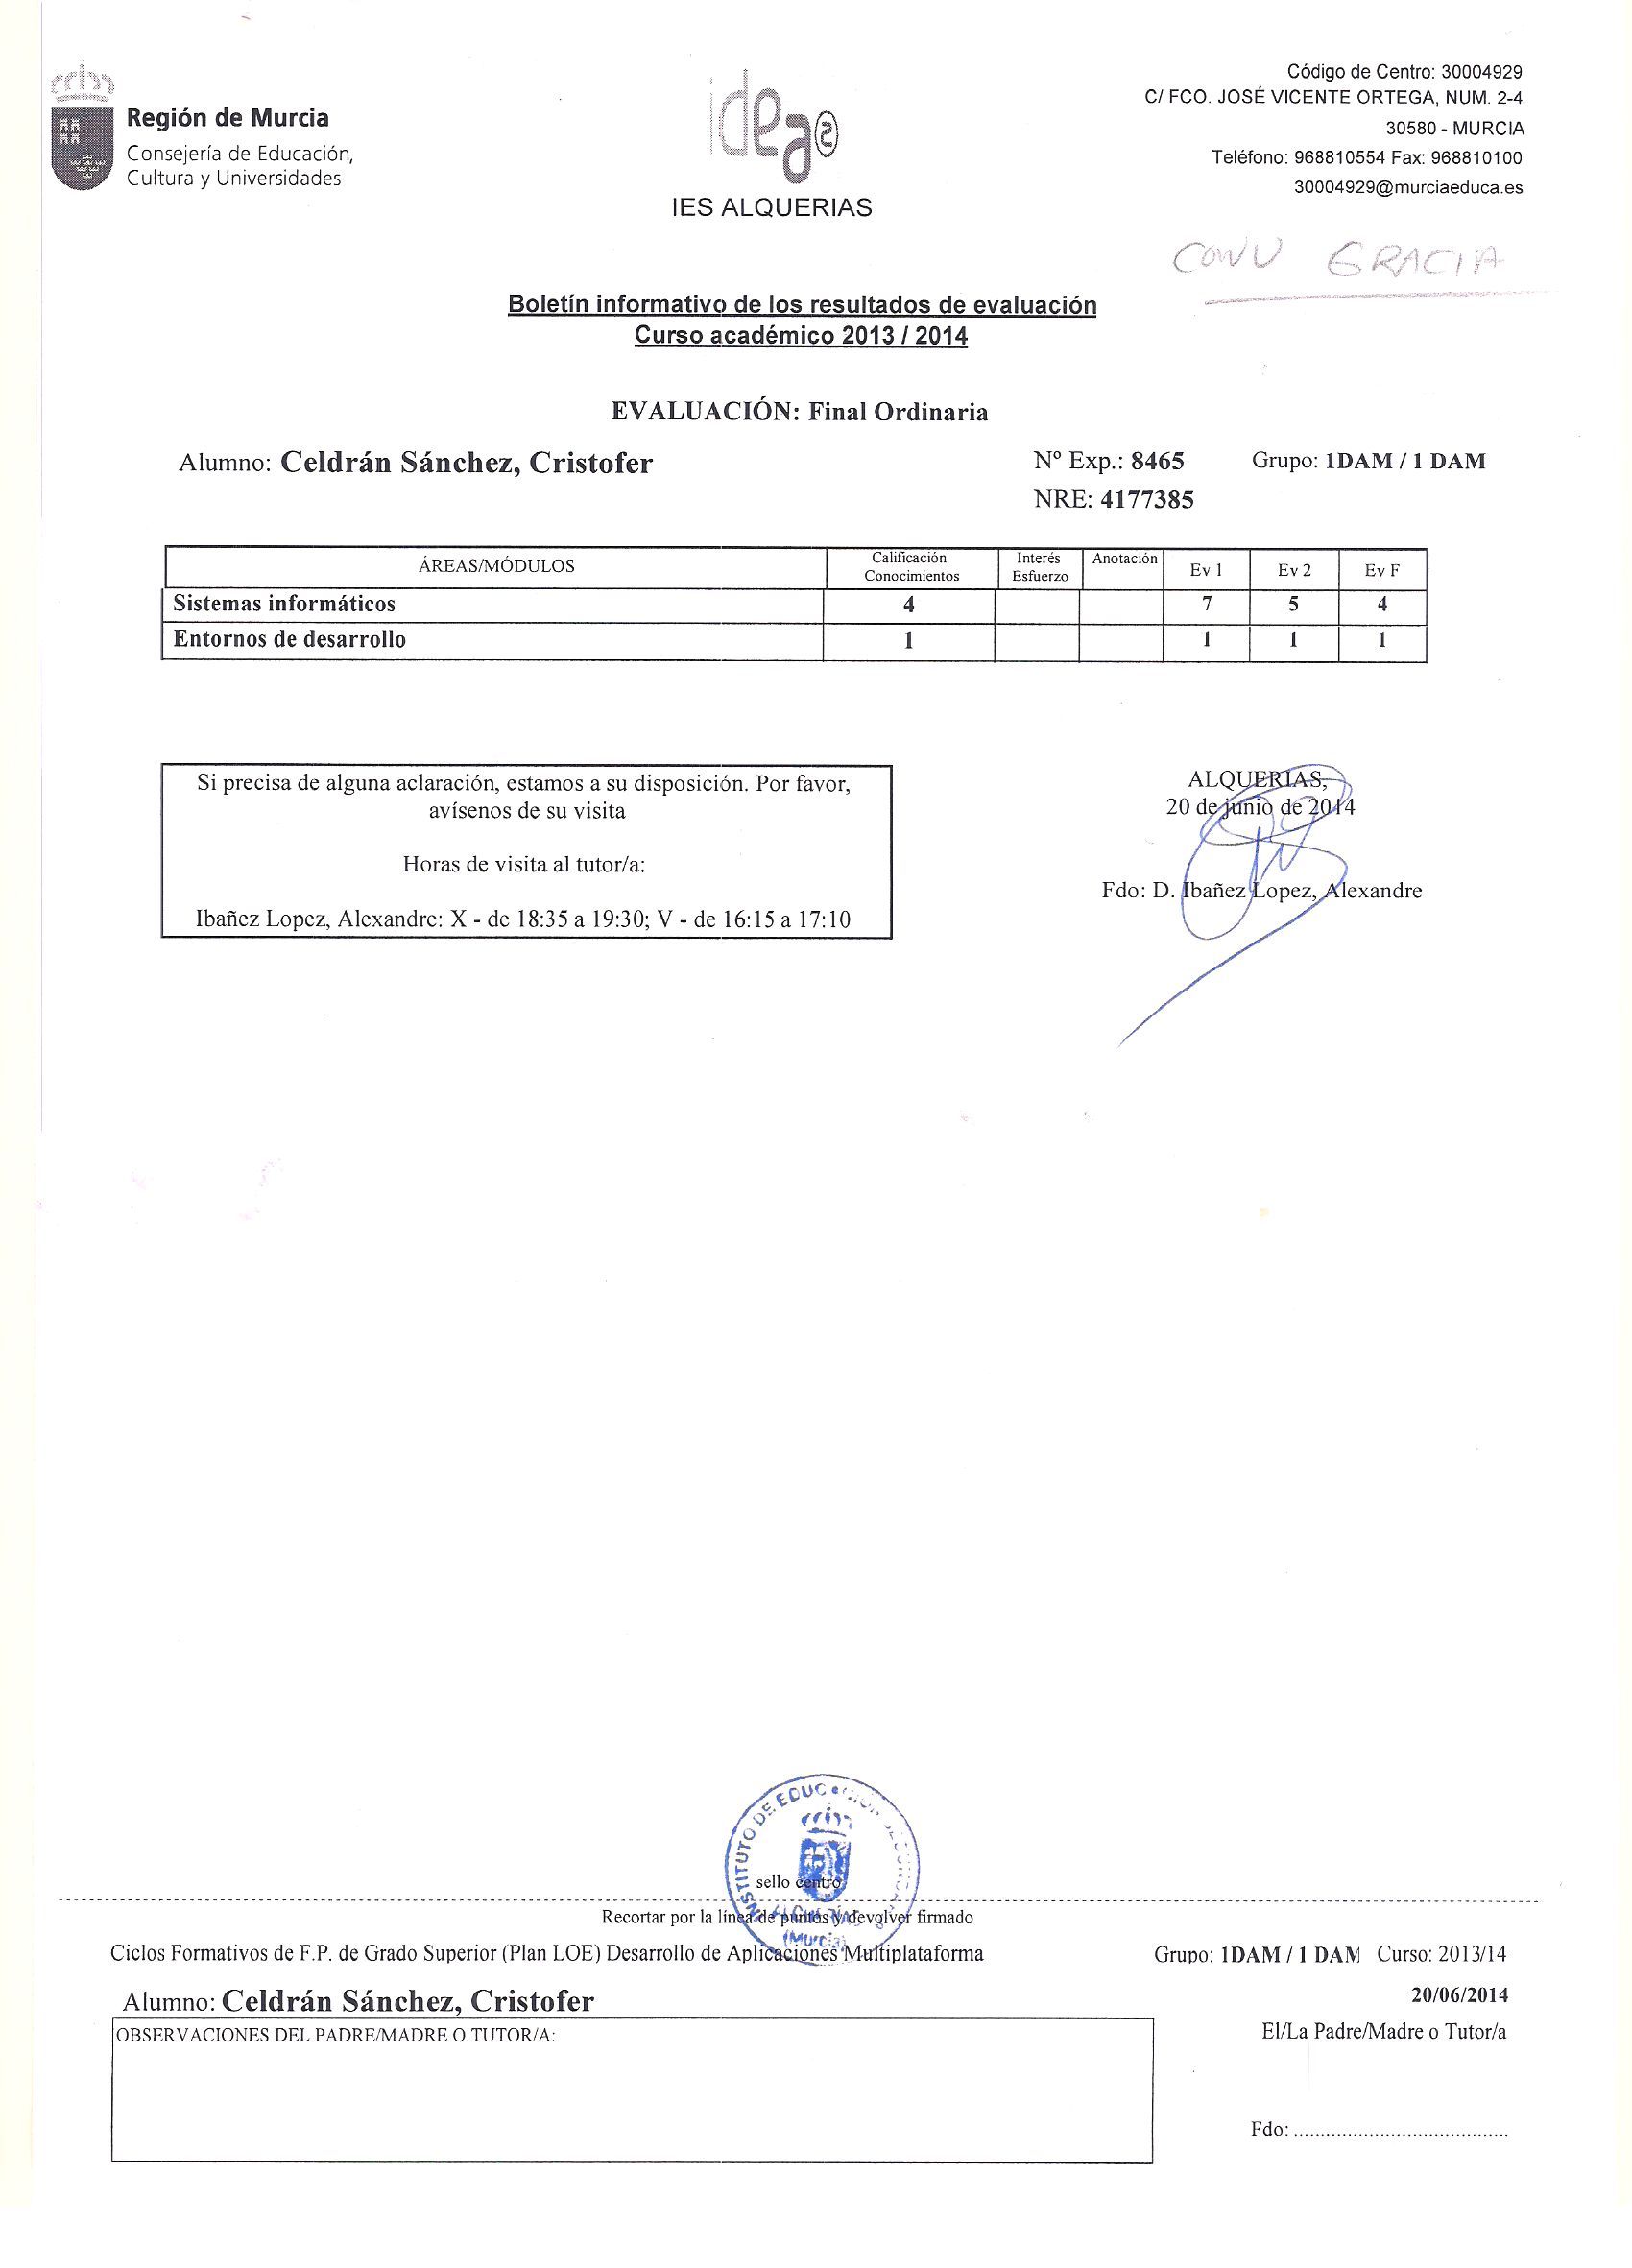 Región de Murcia
Consejería de Educación,
Cultura y Universidades
ideaa
IES ALQUERIAS
Código de Centro: 30004929
C/ FCO. JOSÉ VICENTE ORTEGA, NUM. 2-4
30580 - MURCIA
Teléfono: 968810554 Fax: 968810100
30004929@murciaeduca.es
CONV GRACIA
Boletín informativo de los resultados de evaluación
Curso académico 2013 / 2014
EVALUACIÓN: Final Ordinaria
Alumno: Celdrán Sánchez, Cristofer Nº Exp.: 8465 Grupo: 1DAM / 1 DAM
NRE: 4177385
ÁREAS/MÓDULOS Calificación Conocimientos Interés Esfuerzo Anotación Ev 1 Ev 2 Ev F
Sistemas informáticos 4 7 5 4
Entornos de desarrollo 1 1 1 1
Si precisa de alguna aclaración, estamos a su disposición. Por favor,
avísenos de su visita
Horas de visita al tutor/a:
Ibañez Lopez, Alexandre: X - de 18:35 a 19:30; V - de 16:15 a 17:10
ALQUERIAS,
20 de junio de 2014
Fdo: D. Ibañez Lopez, Alexandre
INSTITUTO DE EDUCACIÓN
sello centro
(Murcia)
Recortar por la línea de puntos y devolver firmado
Ciclos Formativos de F.P. de Grado Superior (Plan LOE) Desarrollo de Aplicaciones Multiplataforma Grupo: 1DAM / 1 DAM Curso: 2013/14
Alumno: Celdrán Sánchez, Cristofer 20/06/2014
OBSERVACIONES DEL PADRE/MADRE O TUTOR/A: El/La Padre/Madre o Tutor/a
Fdo: ........................................